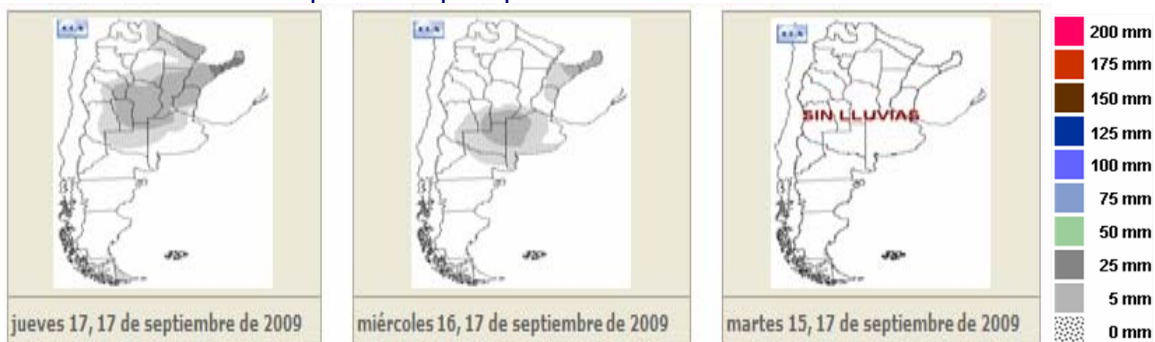 SIN LLUVIAS
200 mm
175 mm
150 mm
125 mm
100 mm
75 mm
50 mm
25 mm
5 mm
0 mm
jueves 17, 17 de septiembre de 2009
miércoles 16, 17 de septiembre de 2009
martes 15, 17 de septiembre de 2009